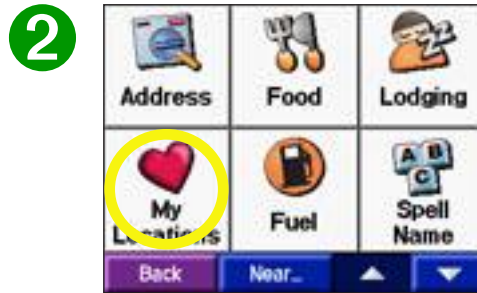 2
Address Food Lodging
A B
C
My
Locations Fuel Spell
Name
Back Near...